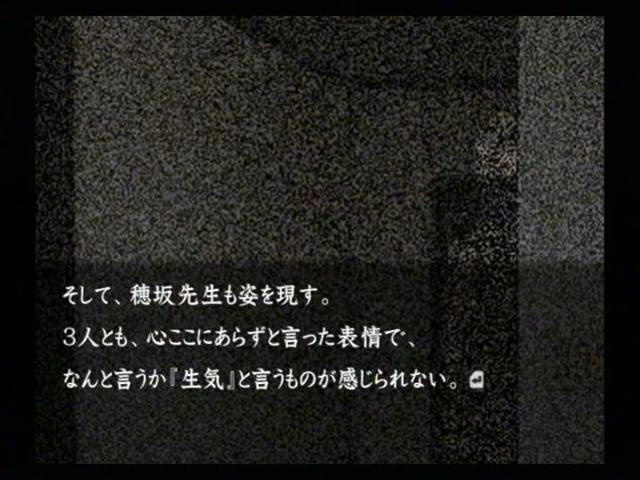 そして、穂坂先生も姿を現す。
３人とも、心ここにあらずと言った表情で、
なんと言うか『生気』と言うものが感じられない。